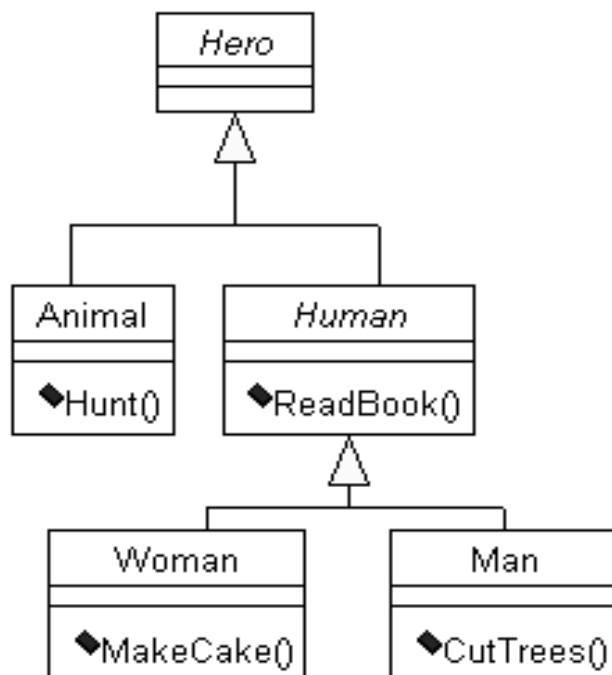 Hero
Animal
Human
Hunt()
ReadBook()
Woman
Man
MakeCake()
CutTrees()